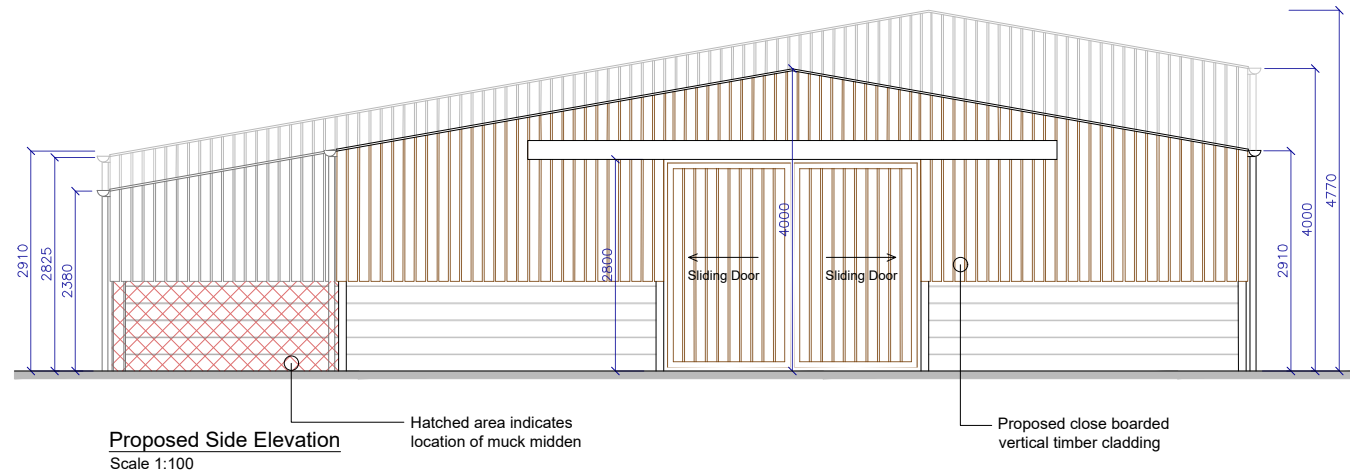 2910
2825
2380
2800
4000
2910
4000
4770
Sliding Door
Sliding Door
Hatched area indicates
location of muck midden
Proposed close boarded
vertical timber cladding
Proposed Side Elevation
Scale 1:100